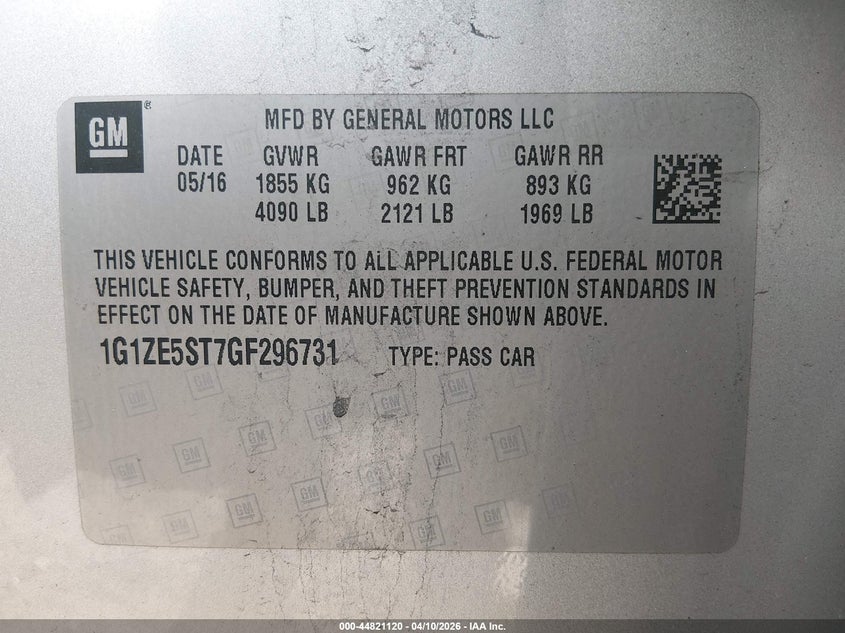 GM
®
MFD BY GENERAL MOTORS LLC
DATE GVWR GAWR FRT GAWR RR
05/16 1855 KG 962 KG 893 KG
4090 LB 2121 LB 1969 LB
THIS VEHICLE CONFORMS TO ALL APPLICABLE U.S. FEDERAL MOTOR
VEHICLE SAFETY, BUMPER, AND THEFT PREVENTION STANDARDS IN
EFFECT ON THE DATE OF MANUFACTURE SHOWN ABOVE.
1G1ZE5ST7GF296731 TYPE: PASS CAR
000-44821120 - 04/10/2026 - IAA Inc.